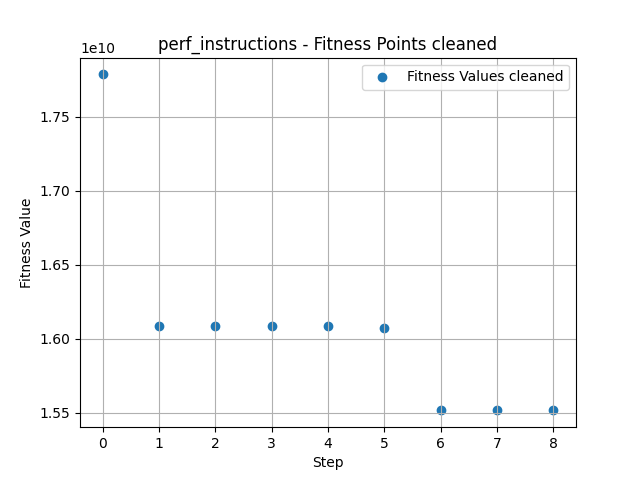 perf_instructions - Fitness Points cleaned
1e10
Fitness Values cleaned
1.75
1.70
1.65
1.60
1.55
Fitness Value
0 1 2 3 4 5 6 7 8
Step